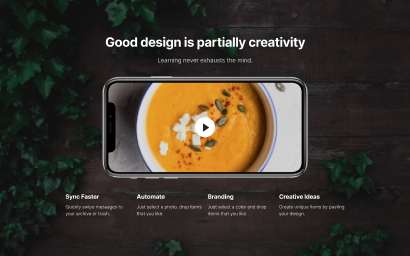 Good design is partially creativity
Learning never exhausts the mind.
Sync Faster
Quickly swipe messages to
your archive or trash.
Automate
Just select a photo, drop items
that you like.
Branding
Just select a color and drop
items that you like.
Creative Ideas
Create unique items by pasting
your design.